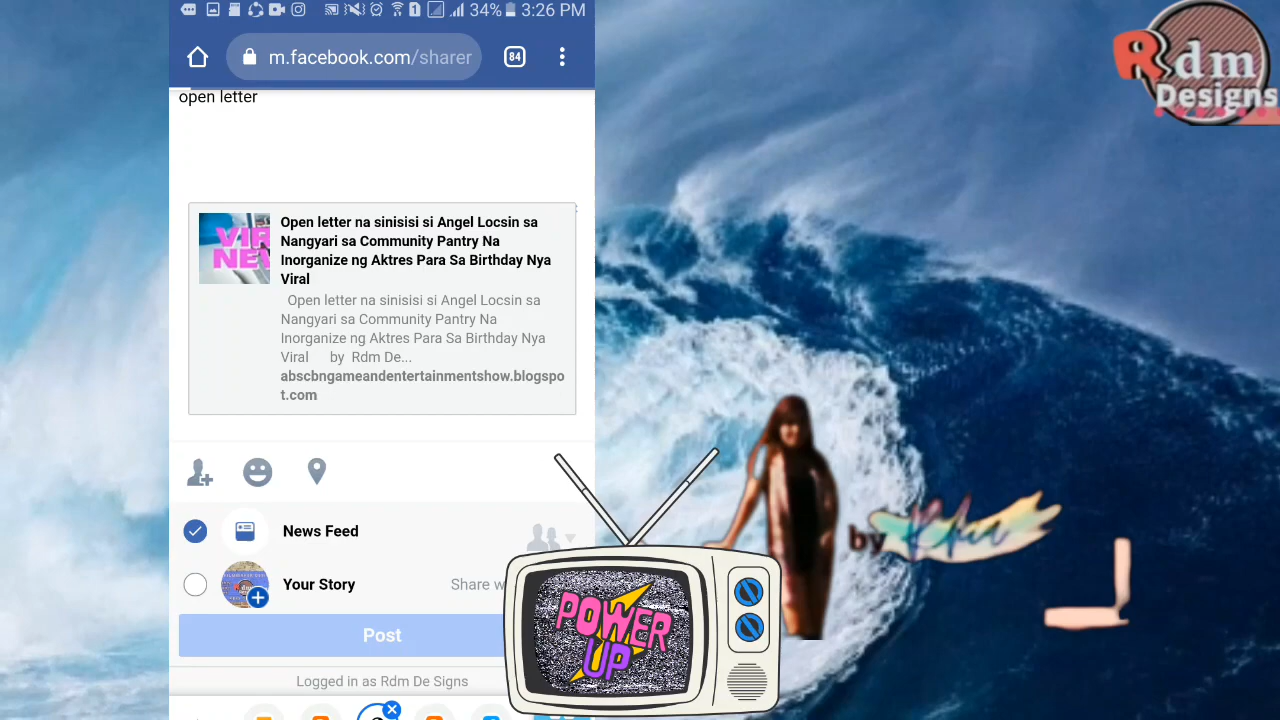 34% 3:26 PM
m.facebook.com/sharer
84
open letter
Open letter na sinisisi si Angel Locsin sa
Nangyari sa Community Pantry Na
Inorganize ng Aktres Para Sa Birthday Nya
Viral
Open letter na sinisisi si Angel Locsin sa
Nangyari sa Community Pantry Na
Inorganize ng Aktres Para Sa Birthday Nya
Viral by Rdm De...
abscbngameandentertainmentshow.blogspo
t.com
News Feed
Your Story
Share w
Post
Logged in as Rdm De Signs
POWER
UP
by
Rdm
Designs